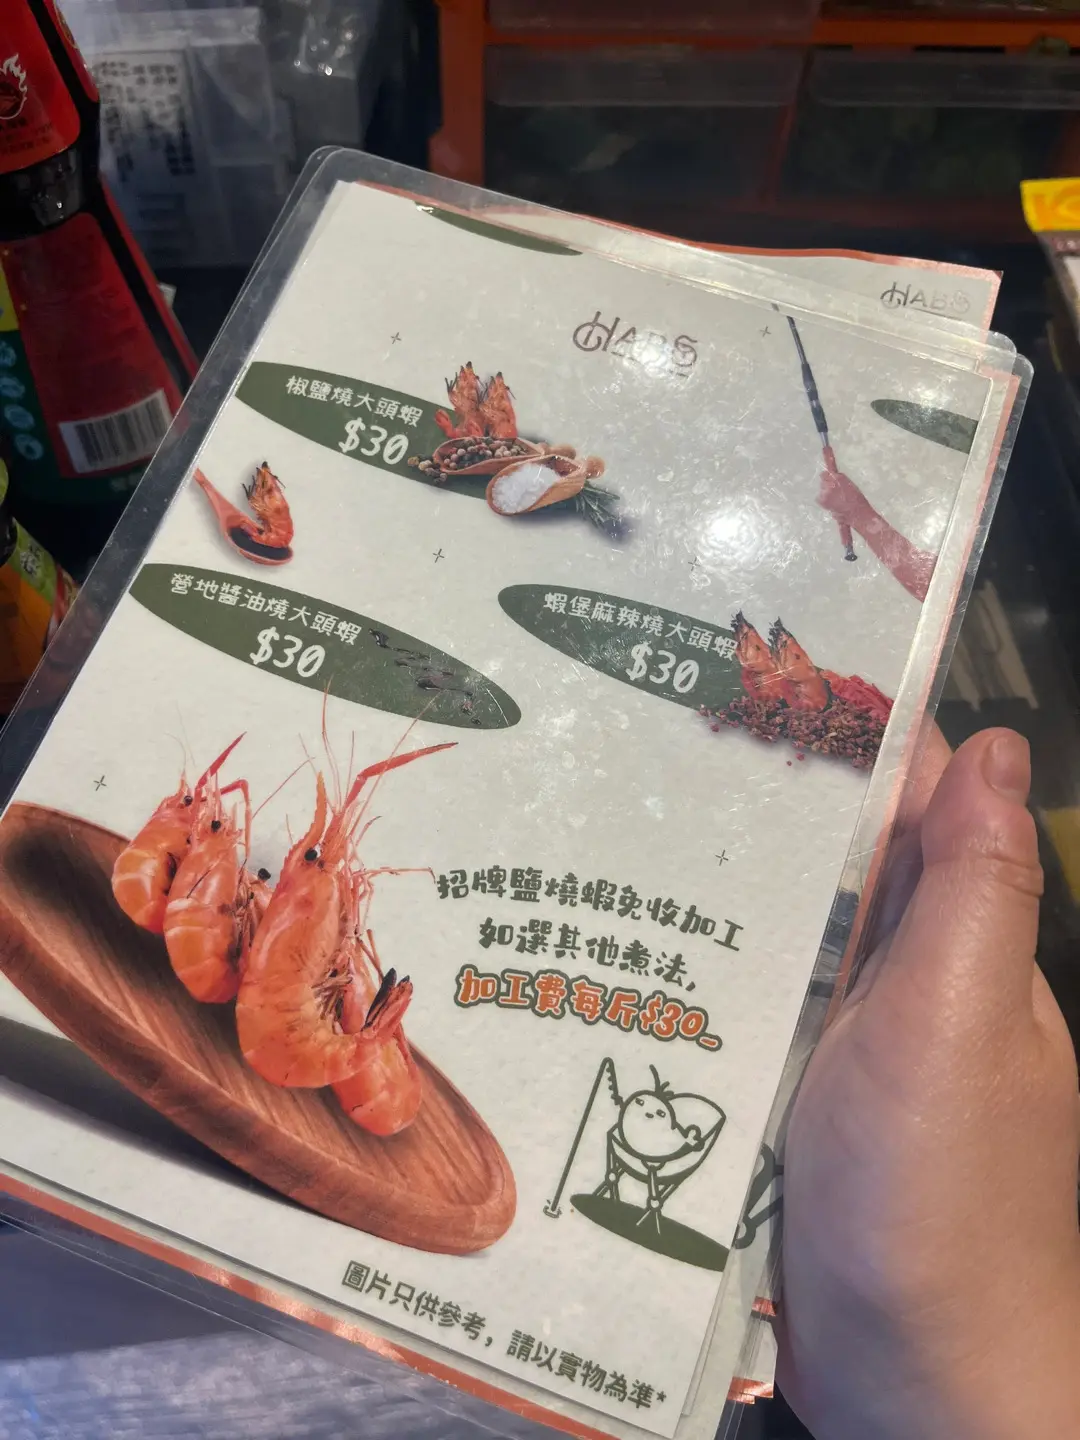 HABS
HABS
椒鹽燒大頭蝦
$30
營地醬油燒大頭蝦
$30
蝦堡麻辣燒大頭蝦
$30
招牌鹽燒蝦免收加工
如選其他煮法,
加工費每斤$30_
圖片只供參考，請以實物為準*